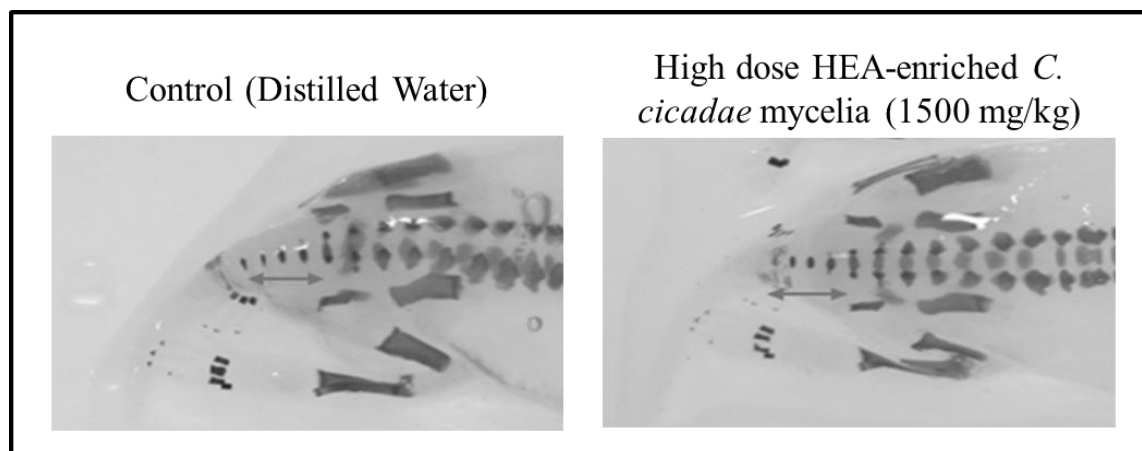 Control (Distilled Water)
High dose HEA-enriched C.
cicadae mycelia (1500 mg/kg)